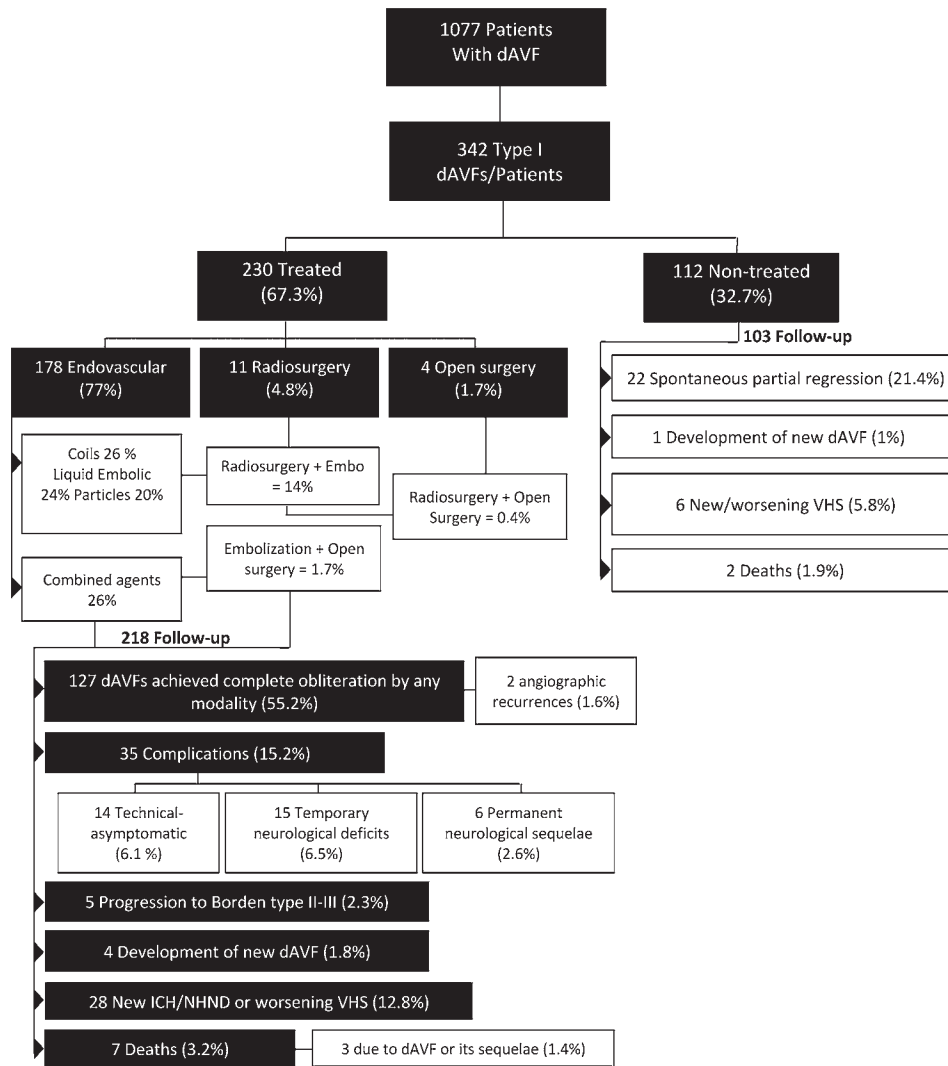 1077 Patients
With dAVF
342 Type I
dAVFs/Patients
230 Treated
(67.3%)
112 Non-treated
(32.7%)
103 Follow-up
178 Endovascular
(77%)
11 Radiosurgery
(4.8%)
4 Open surgery
(1.7%)
22 Spontaneous partial regression (21.4%)
1 Development of new dAVF (1%)
6 New/worsening VHS (5.8%)
2 Deaths (1.9%)
Coils 26 %
Liquid Embolic
24% Particles 20%
Radiosurgery + Embo
= 14%
Radiosurgery + Open
Surgery = 0.4%
Embolization + Open
surgery = 1.7%
Combined agents
26%
218 Follow-up
127 dAVFs achieved complete obliteration by any
modality (55.2%)
2 angiographic
recurrences (1.6%)
35 Complications (15.2%)
14 Technical-
asymptomatic
(6.1 %)
15 Temporary
neurological deficits
(6.5%)
6 Permanent
neurological sequelae
(2.6%)
5 Progression to Borden type II-III (2.3%)
4 Development of new dAVF (1.8%)
28 New ICH/NHND or worsening VHS (12.8%)
7 Deaths (3.2%)
3 due to dAVF or its sequelae (1.4%)